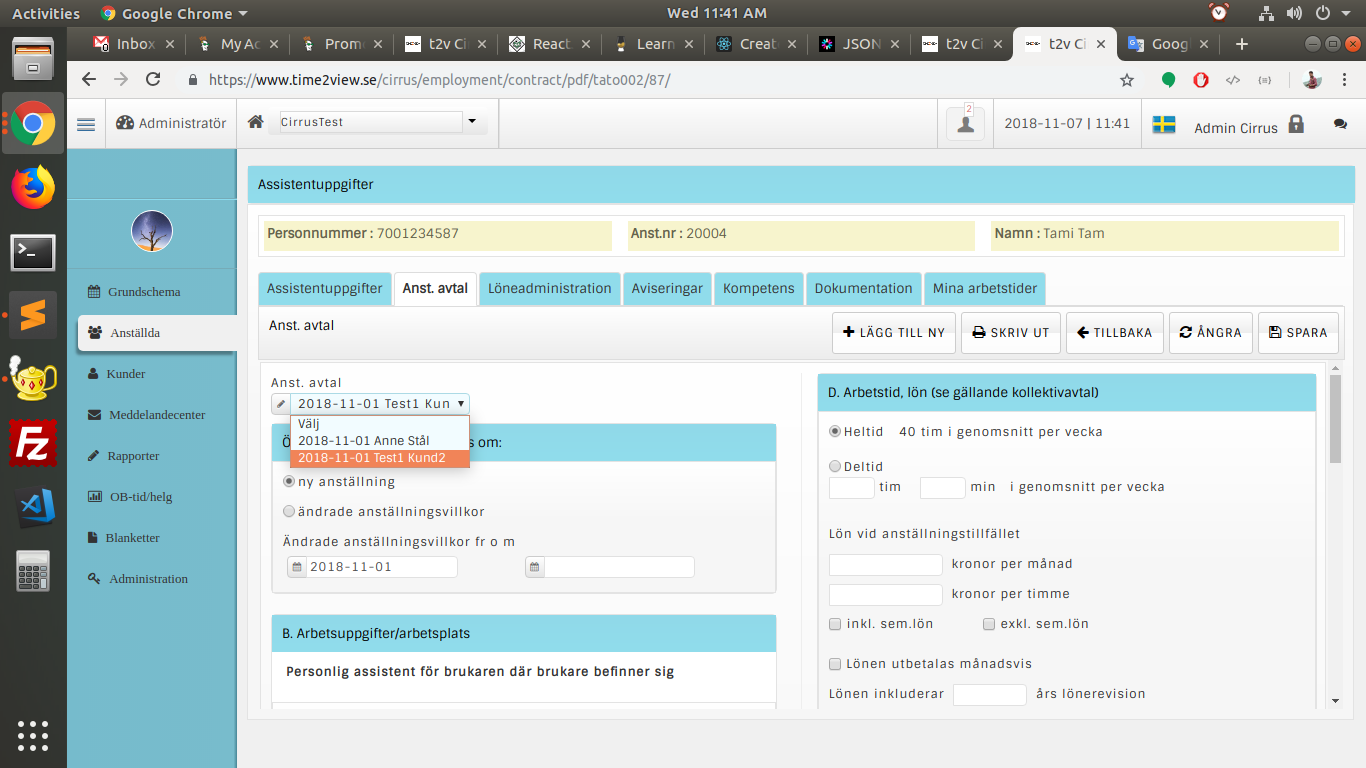 Activities Google Chrome Wed 11:41 AM
Inbox My Ac Promo t2v Ci React Learn Create JSON t2v Ci t2v Ci Goog
https://www.time2view.se/cirrus/employment/contract/pdf/tato002/87/
Administratör CirrusTest 2 2018-11-07 | 11:41 Admin Cirrus
Assistentuppgifter
Personnummer : 7001234587 Anst.nr : 20004 Namn : Tami Tam
Assistentuppgifter Anst. avtal Löneadministration Aviseringar Kompetens Dokumentation Mina arbetstider
Anst. avtal LÄGG TILL NY SKRIV UT TILLBAKA ÅNGRA SPARA
Grundschema
Anställda
Kunder
Meddelandecenter
Rapporter
OB-tid/helg
Blanketter
Administration
Anst. avtal
2018-11-01 Test1 Kun
Välj
2018-11-01 Anne Stål
2018-11-01 Test1 Kund2
s om:
ny anställning
ändrade anställningsvillkor
Ändrade anställningsvillkor fr o m
2018-11-01
B. Arbetsuppgifter/arbetsplats
Personlig assistent för brukaren där brukare befinner sig
D. Arbetstid, lön (se gällande kollektivavtal)
Heltid 40 tim i genomsnitt per vecka
Deltid
tim min i genomsnitt per vecka
Lön vid anställningstillfället
kronor per månad
kronor per timme
inkl. sem.lön exkl. sem.lön
Lönen utbetalas månadsvis
Lönen inkluderar års lönerevision